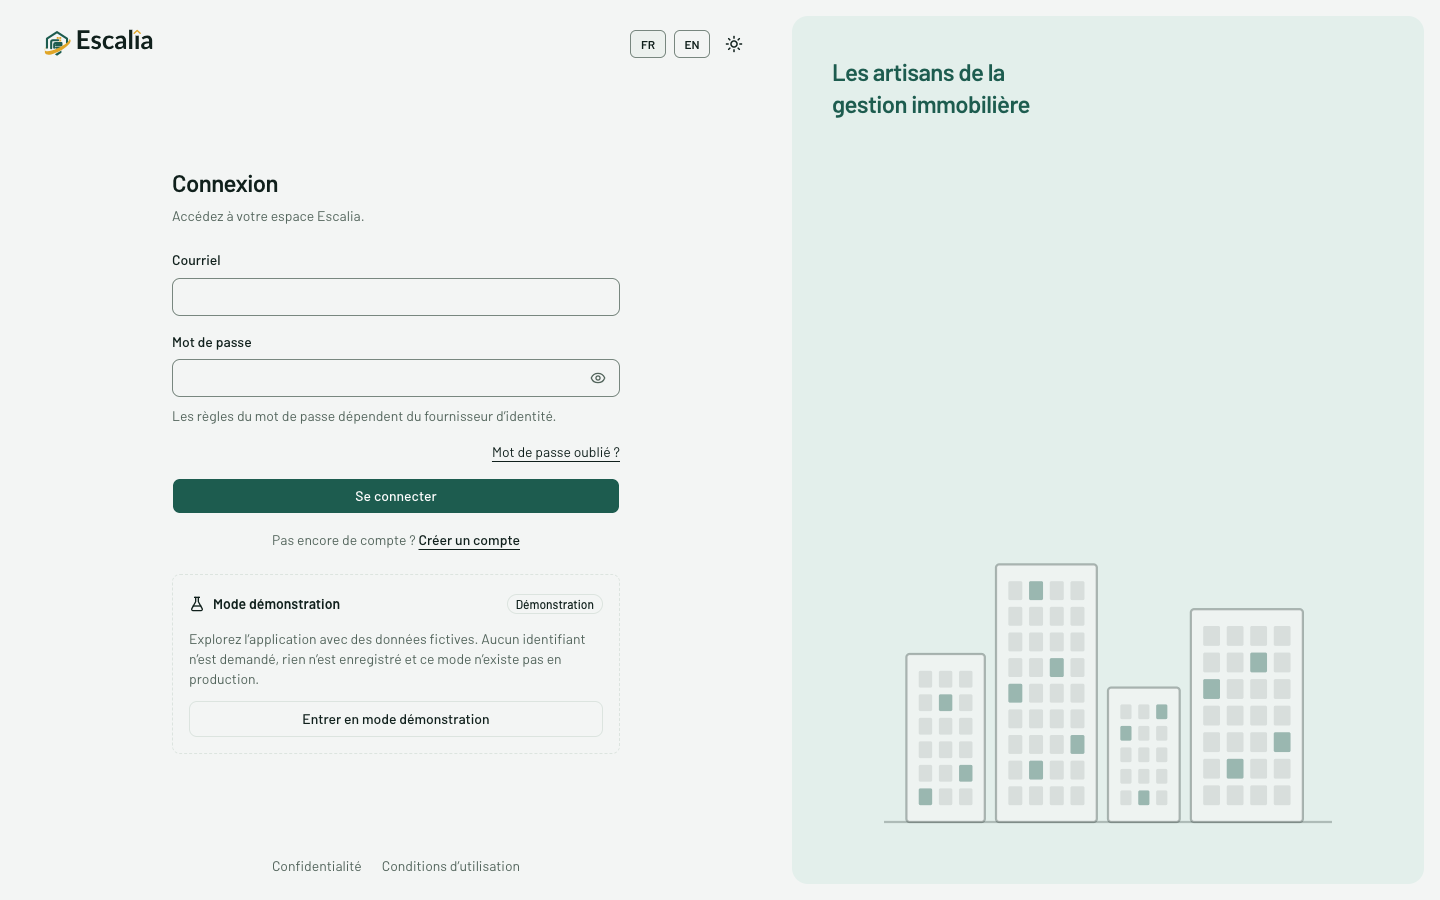 Escalia
FR
EN
Les artisans de la
gestion immobilière
Connexion
Accédez à votre espace Escalia.
Courriel
Mot de passe
Les règles du mot de passe dépendent du fournisseur d’identité.
Mot de passe oublié ?
Se connecter
Pas encore de compte ? Créer un compte
Mode démonstration
Démonstration
Explorez l’application avec des données fictives. Aucun identifiant
n’est demandé, rien n’est enregistré et ce mode n’existe pas en
production.
Entrer en mode démonstration
Confidentialité
Conditions d’utilisation